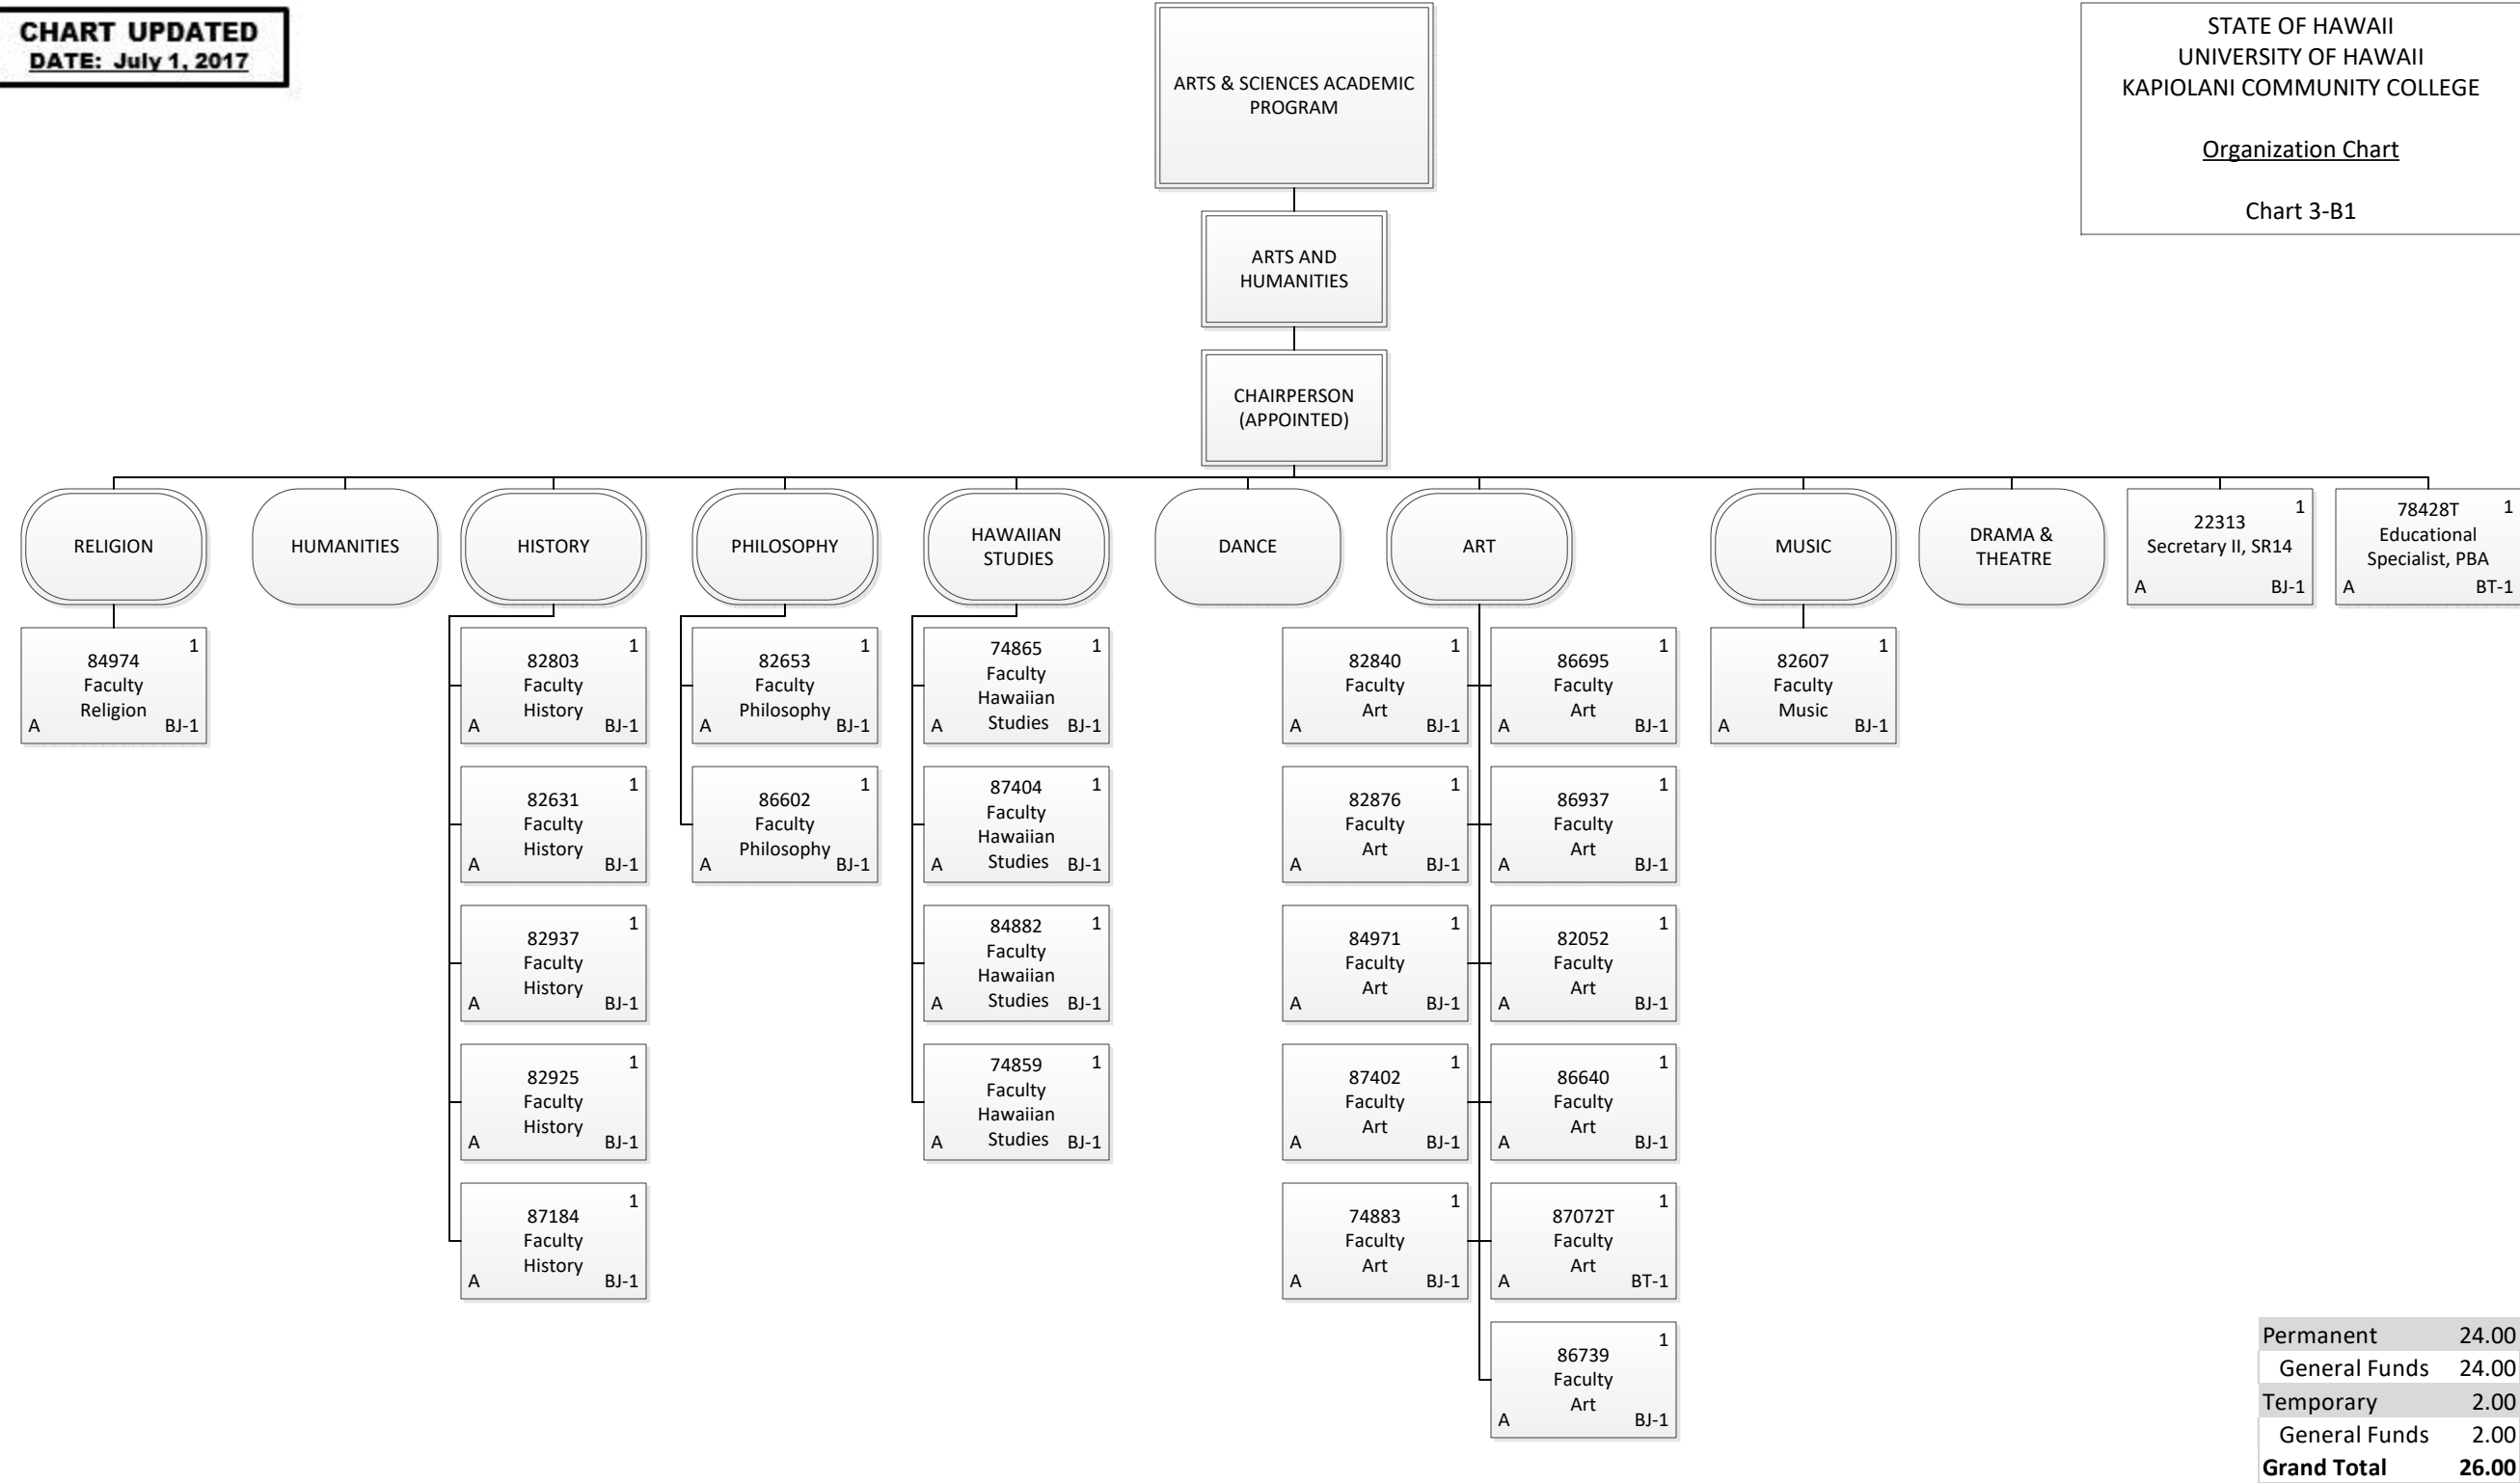 CHART UPDATED
DATE: July 1, 2017
ARTS & SCIENCES ACADEMIC
PROGRAM
STATE OF HAWAII
UNIVERSITY OF HAWAII
KAPIOLANI COMMUNITY COLLEGE
Organization Chart
Chart 3-B1
ARTS AND
HUMANITIES
CHAIRPERSON
(APPOINTED)
RELIGION
HUMANITIES
HISTORY
PHILOSOPHY
HAWAIIAN
STUDIES
DANCE
ART
MUSIC
DRAMA &
THEATRE
1
22313
Secretary II, SR14
A BJ-1
78428T 1
Educational
Specialist, PBA
A BT-1
1
84974
Faculty
Religion
A BJ-1
1
82803
Faculty
History
A BJ-1
1
82631
Faculty
History
A BJ-1
1
82937
Faculty
History
A BJ-1
1
82925
Faculty
History
A BJ-1
1
87184
Faculty
History
A BJ-1
1
82653
Faculty
Philosophy
A BJ-1
1
86602
Faculty
Philosophy
A BJ-1
74865 1
Faculty
Hawaiian
Studies
A BJ-1
87404 1
Faculty
Hawaiian
Studies
A BJ-1
84882 1
Faculty
Hawaiian
Studies
A BJ-1
74859 1
Faculty
Hawaiian
Studies
A BJ-1
1
82840
Faculty
Art
A BJ-1
1
82876
Faculty
Art
A BJ-1
1
84971
Faculty
Art
A BJ-1
1
87402
Faculty
Art
A BJ-1
1
74883
Faculty
Art
A BJ-1
1
86695
Faculty
Art
A BJ-1
1
86937
Faculty
Art
A BJ-1
1
82052
Faculty
Art
A BJ-1
1
86640
Faculty
Art
A BJ-1
1
87072T
Faculty
Art
A BT-1
1
86739
Faculty
Art
A BJ-1
1
82607
Faculty
Music
A BJ-1
Permanent 24.00
General Funds 24.00
Temporary 2.00
General Funds 2.00
Grand Total 26.00